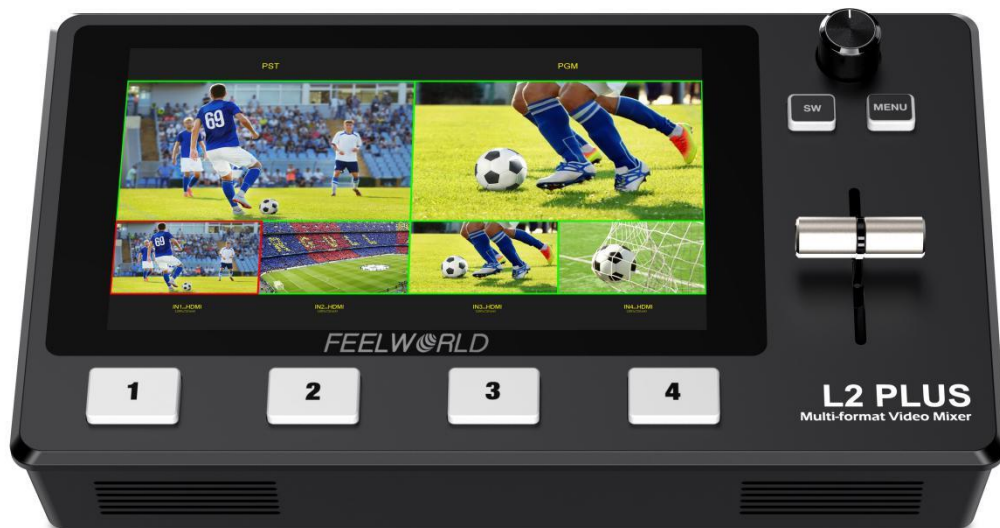 PST
PGM
SW
MENU
69
69
IN1_HDMI
IN2_HDMI
IN3_HDMI
IN4_HDMI
FEELWORLD
1
2
3
4
L2 PLUS
Multi-format Video Mixer